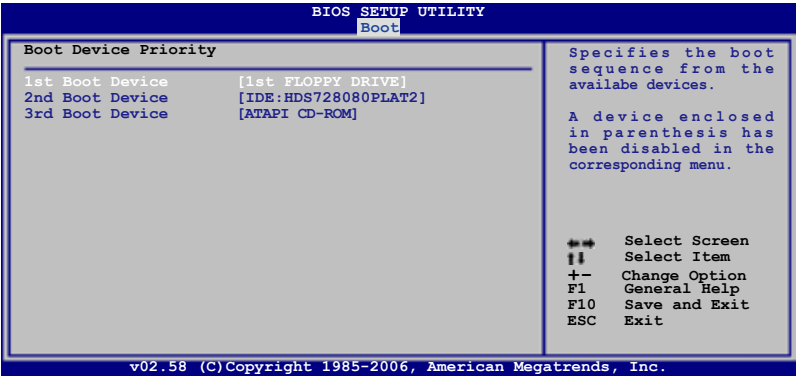 BIOS SETUP UTILITY
Boot
Boot Device Priority
1st Boot Device [1st FLOPPY DRIVE]
2nd Boot Device [IDE:HDS728080PLAT2]
3rd Boot Device [ATAPI CD-ROM]
Specifies the boot
sequence from the
availabe devices.
A device enclosed
in parenthesis has
been disabled in the
corresponding menu.
Select Screen
Select Item
+- Change Option
F1 General Help
F10 Save and Exit
ESC Exit
v02.58 (C)Copyright 1985-2006, American Megatrends, Inc.